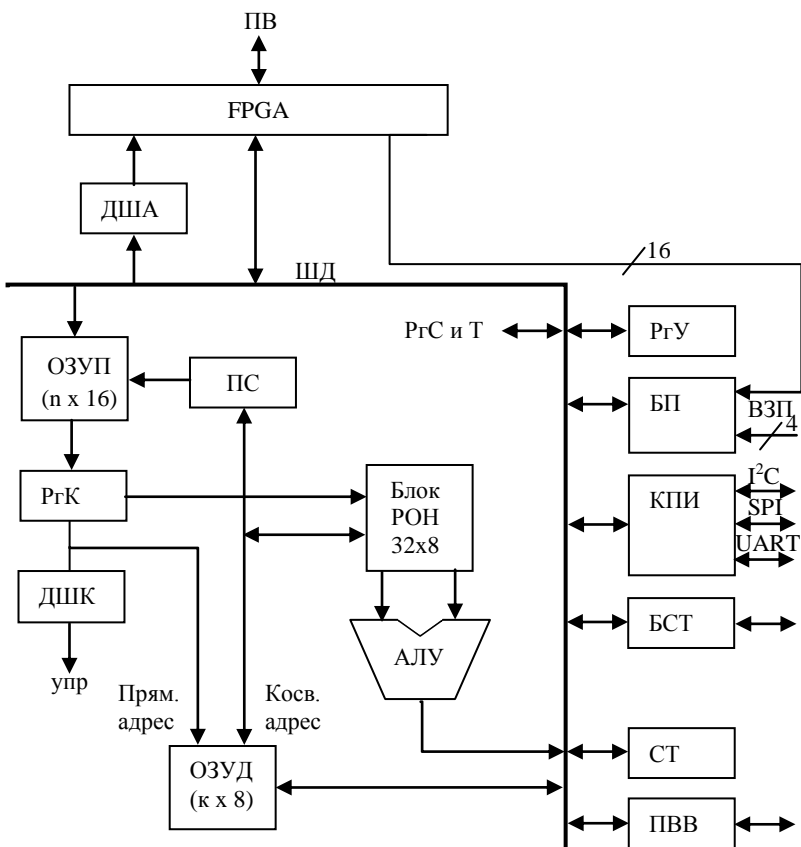 ПВ
FPGA
ДША
16
ШД
РгС и Т
РгУ
ОЗУП
(n x 16)
ПС
БП
ВЗП
4
РгК
Блок
РОН
32x8
КПИ
I²C
SPI
UART
ДШК
БСТ
АЛУ
упр
Прям.
адрес
Косв.
адрес
ОЗУД
(к x 8)
СТ
ПВВ